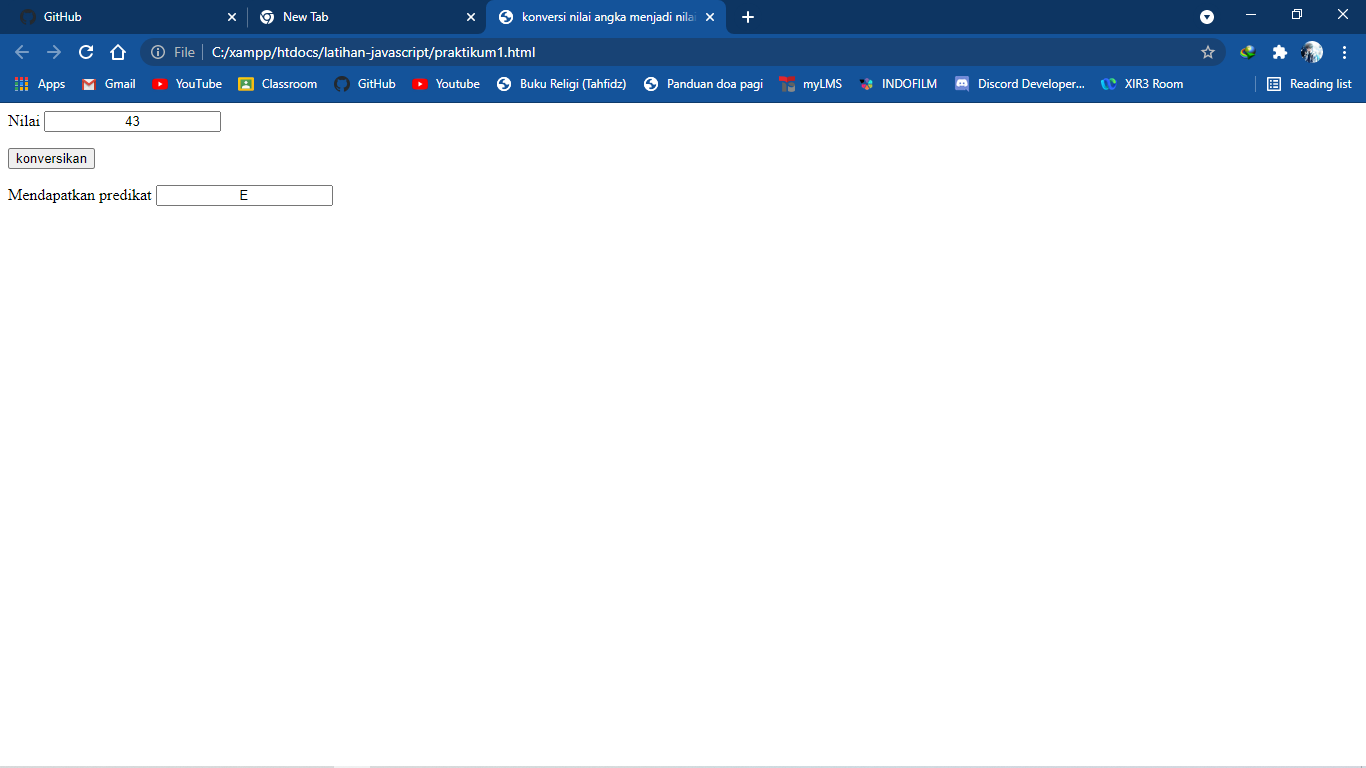 GitHub
New Tab
konversi nilai angka menjadi nilai
File
C:/xampp/htdocs/latihan-javascript/praktikum1.html
Apps
Gmail
YouTube
Classroom
GitHub
Youtube
Buku Religi (Tahfidz)
Panduan doa pagi
myLMS
INDOFILM
Discord Developer...
XIR3 Room
Reading list
Nilai 43
konversikan
Mendapatkan predikat E